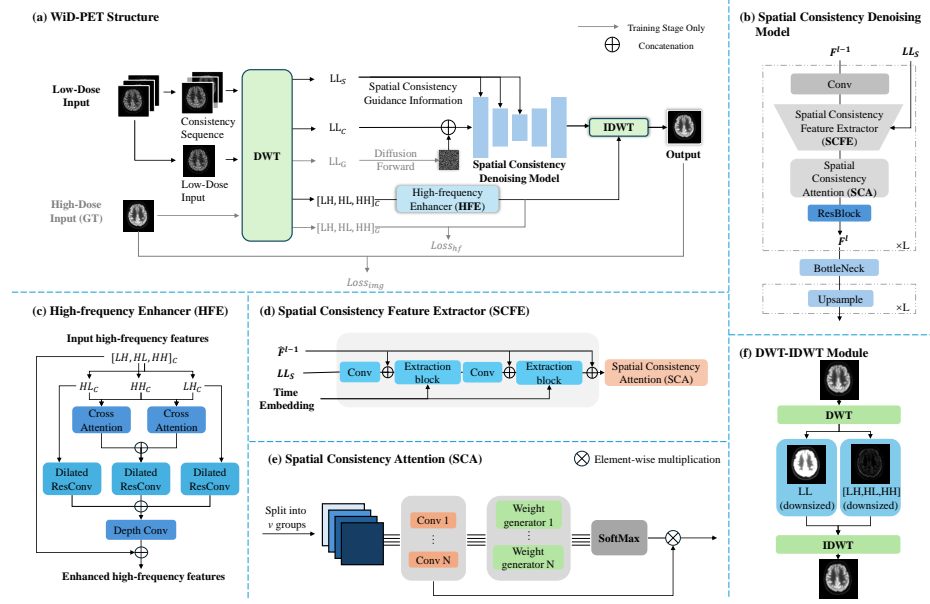 (a) WiD-PET Structure
Training Stage Only
Concatenation
Low-Dose
Input
Consistency
Sequence
Low-Dose
Input
High-Dose
Input (GT)
DWT
LL_S
Spatial Consistency
Guidance Information
LL_C
LL_G
Diffusion
Forward
Spatial Consistency
Denoising Model
IDWT
Output
[LH, HL, HH]_C
High-frequency
Enhancer (HFE)
[LH, HL, HH]_G
Loss_hf
Loss_img
(b) Spatial Consistency Denoising
Model
F^{l-1}
LL_S
Conv
Spatial Consistency
Feature Extractor
(SCFE)
Spatial
Consistency
Attention (SCA)
ResBlock
F^l
×L
BottleNeck
Upsample
×L
(c) High-frequency Enhancer (HFE)
Input high-frequency features
[LH, HL, HH]_C
HL_C
HH_C
LH_C
Cross
Attention
Cross
Attention
Dilated
ResConv
Dilated
ResConv
Dilated
ResConv
Depth Conv
Enhanced high-frequency features
(d) Spatial Consistency Feature Extractor (SCFE)
F̂^{l-1}
LL_S
Time
Embedding
Conv
Extraction
block
Conv
Extraction
block
Spatial Consistency
Attention (SCA)
(e) Spatial Consistency Attention (SCA)
Element-wise multiplication
Split into
v groups
Conv 1
⋮
Conv N
Weight
generator 1
⋮
Weight
generator N
SoftMax
(f) DWT-IDWT Module
DWT
LL
(downsized)
[LH,HL,HH]
(downsized)
IDWT